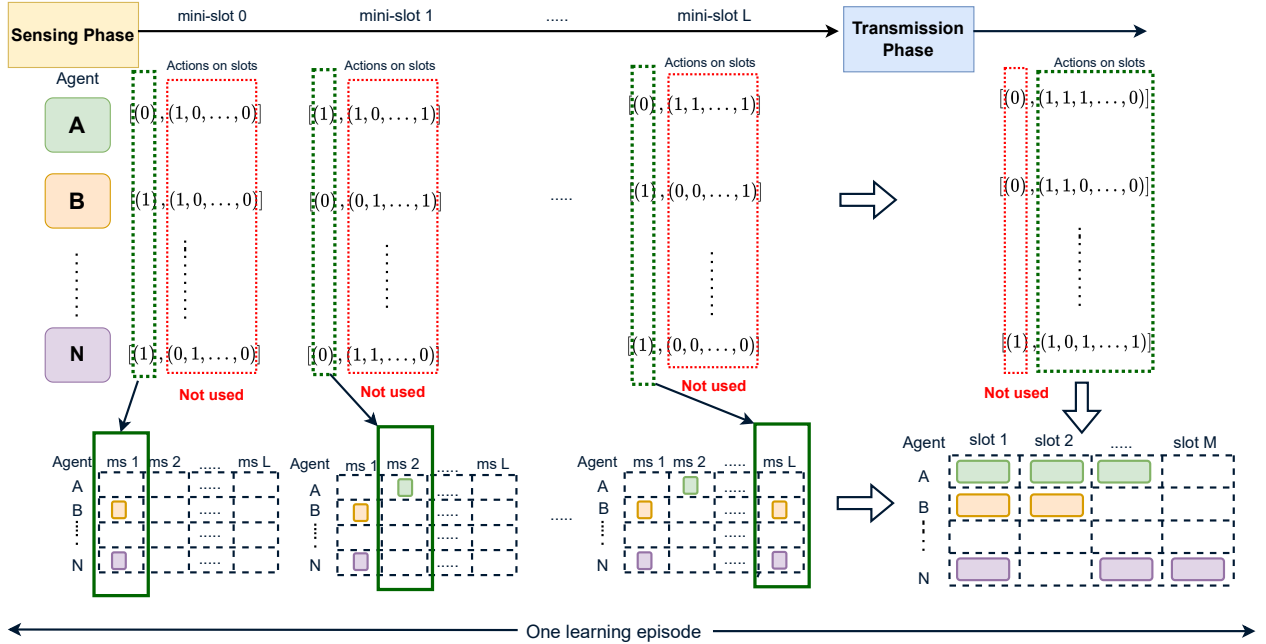 Sensing Phase
mini-slot 0
mini-slot 1
.....
mini-slot L
Transmission
Phase
Agent
Actions on slots
Actions on slots
Actions on slots
Actions on slots
A
[(0),(1,0,...,0)]
[(1),(1,0,...,1)]
[(0),(1,1,...,1)]
[(0),(1,1,1,...,0)]
B
[(1),(1,0,...,0)]
[(0),(0,1,...,1)]
.....
[(1),(0,0,...,1)]
[(0),(1,1,0,...,0)]
N
[(1),(0,1,...,0)]
[(0),(1,1,...,0)]
[(1),(0,0,...,0)
[(1),(1,0,1,...,1)]
Not used
Not used
Not used
Not used
Agent ms 1 ms 2 ..... ms L
A .....
B .....
.....
N .....
Agent ms 1 ms 2 ..... ms L
A .....
B .....
.....
N .....
.....
Agent ms 1 ms 2 ..... ms L
A .....
B .....
.....
N .....
Agent slot 1 slot 2 ..... slot M
A
B
N
One learning episode